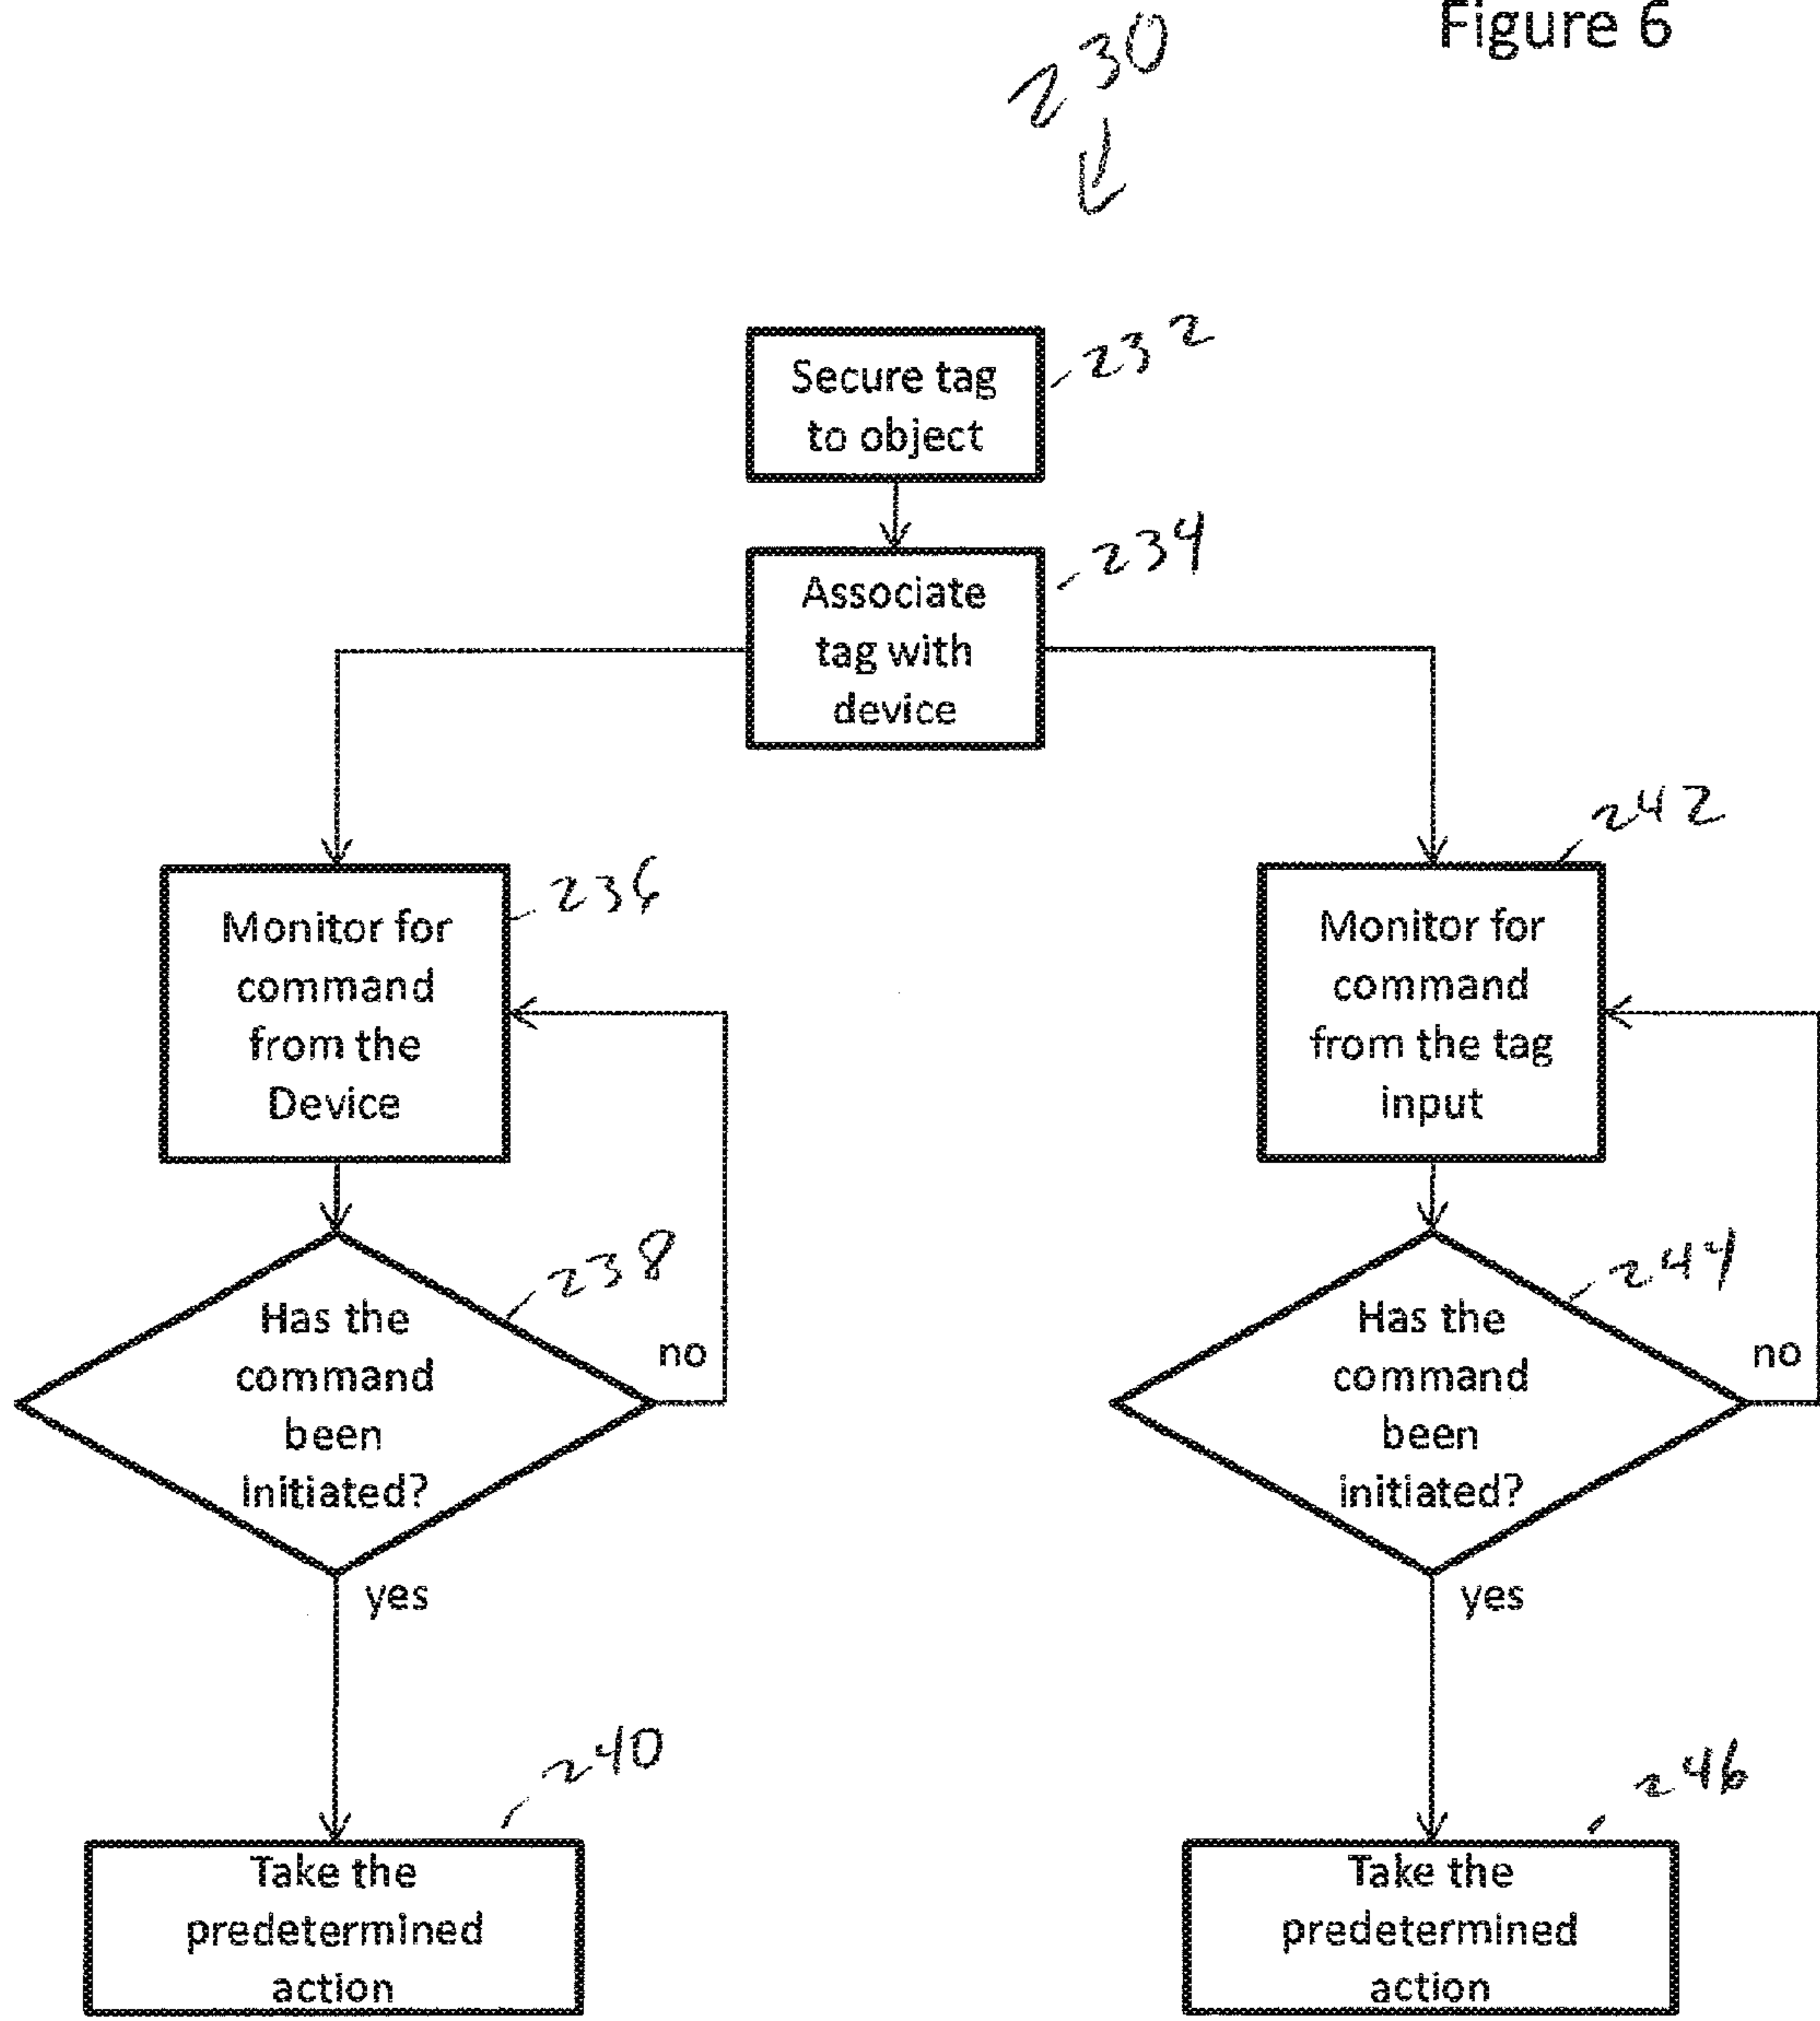 Figure 6
230
Secure tag
to object
232
Associate
tag with
device
234
Monitor for
command
from the
Device
236
Monitor for
command
from the tag
input
242
Has the
command
been
initiated?
238
no
yes
Has the
command
been
initiated?
244
no
yes
Take the
predetermined
action
240
Take the
predetermined
action
246